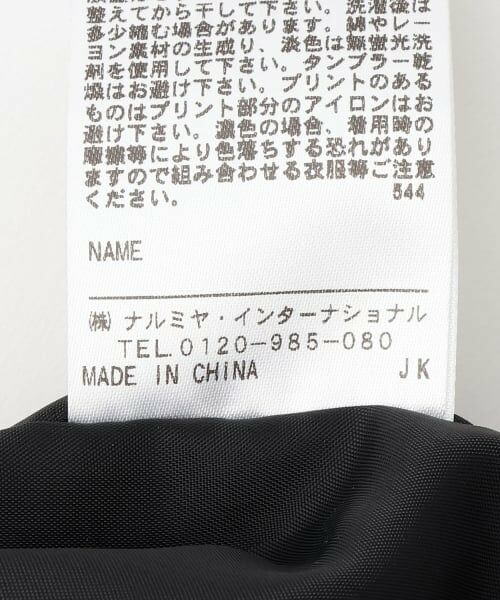 整えてから干して下さい。洗濯後は
多少縮む場合があります。綿やレー
ヨン素材の生成り、淡色は無蛍光洗
剤を使用して下さい。タンブラー乾
燥はお避け下さい。プリントのある
ものはプリント部分のアイロンはお
避け下さい。濃色の場合、着用時の
摩擦等により色落ちする恐れがあり
ますので組み合わせる衣服等ご注意
ください。 544
NAME
(株) ナルミヤ・インターナショナル
TEL.0120-985-080
MADE IN CHINA JK